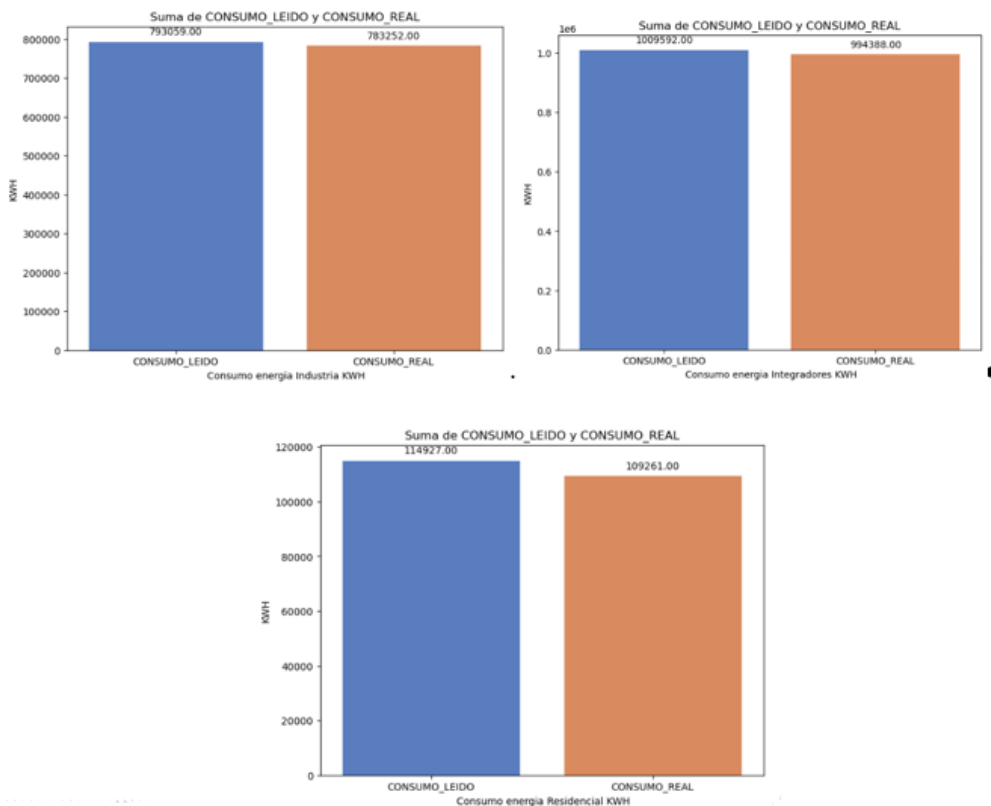 Suma de CONSUMO_LEIDO y CONSUMO_REAL
793059.00
783252.00
800000
700000
600000
500000
400000
300000
200000
100000
0
KWH
CONSUMO_LEIDO
CONSUMO_REAL
Consumo energia Industria KWH
Suma de CONSUMO_LEIDO y CONSUMO_REAL
1e6
1009592.00
994388.00
1.0
0.8
0.6
0.4
0.2
0.0
KWH
CONSUMO_LEIDO
CONSUMO_REAL
Consumo energia Integradores KWH
Suma de CONSUMO_LEIDO y CONSUMO_REAL
114927.00
109261.00
120000
100000
80000
60000
40000
20000
0
KWH
CONSUMO_LEIDO
CONSUMO_REAL
Consumo energia Residencial KWH